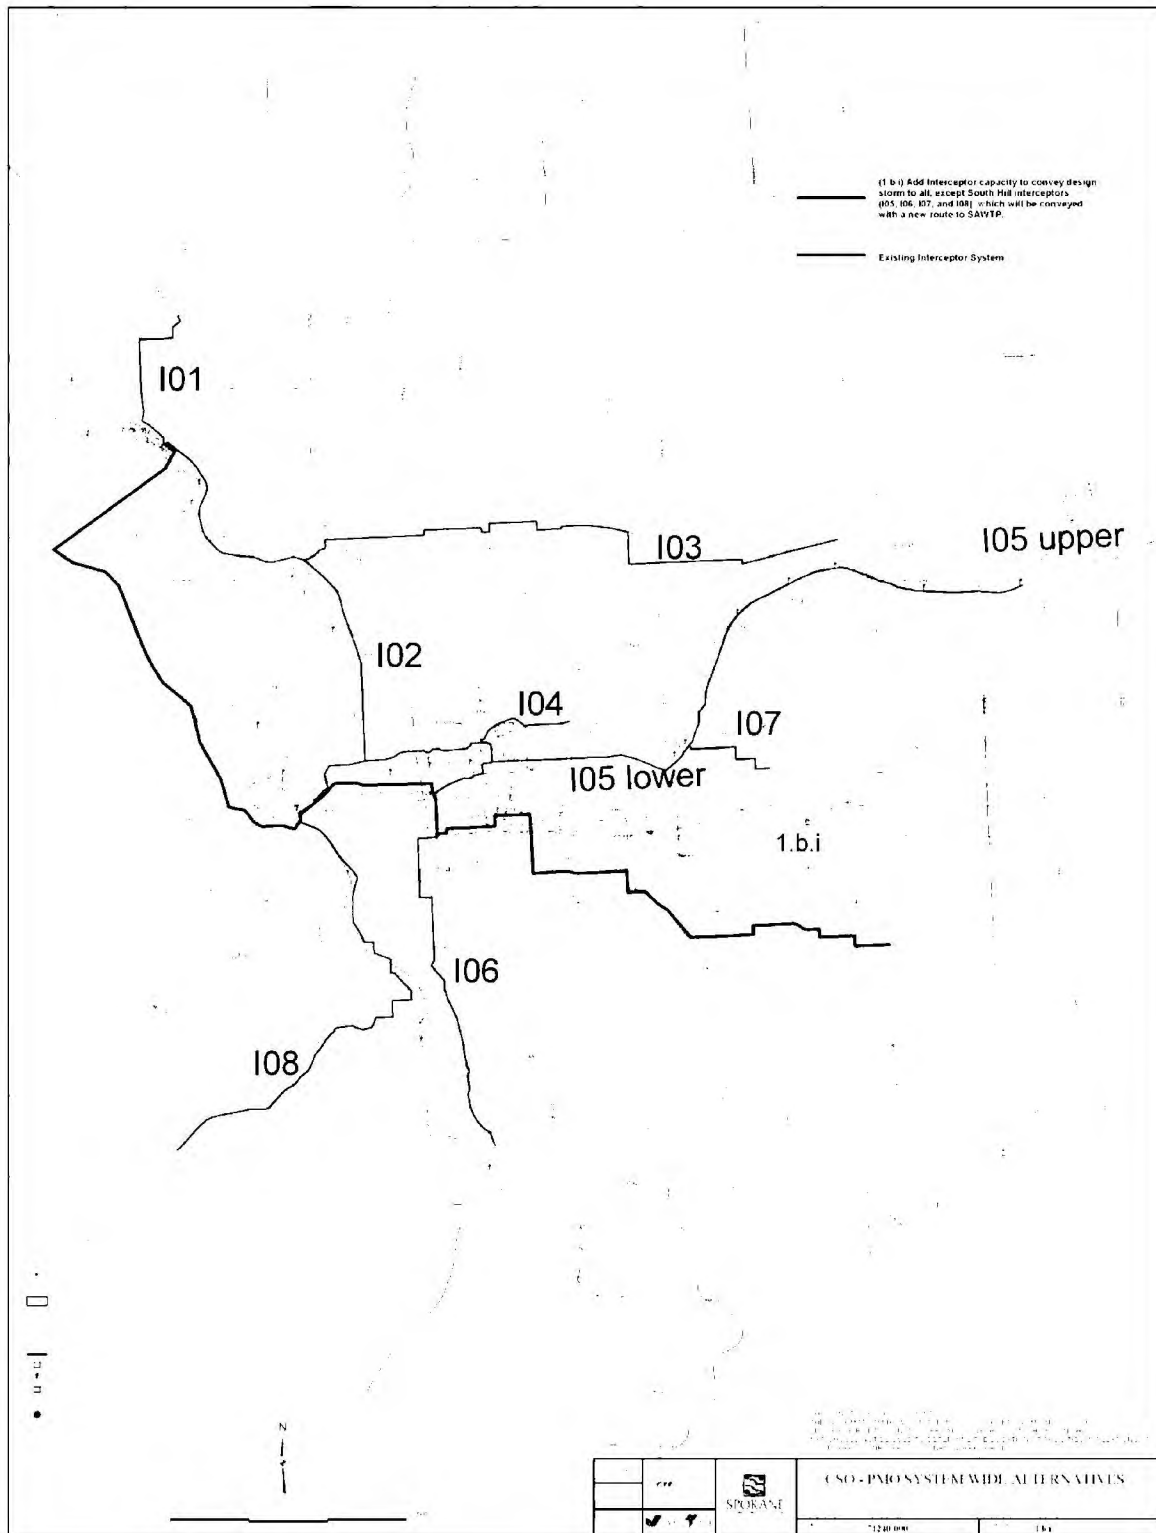 (1.b.i) Add Interceptor capacity to convey design
storm to all, except South Hill interceptors
(I05, I06, I07, and I08), which will be conveyed
with a new route to SAWTP.
Existing Interceptor System
I01
I03
I05 upper
I02
I04
I07
I05 lower
1.b.i
I06
I08
N
SPOKANE
CSO - PMO SYSTEM WIDE ALTERNATIVES